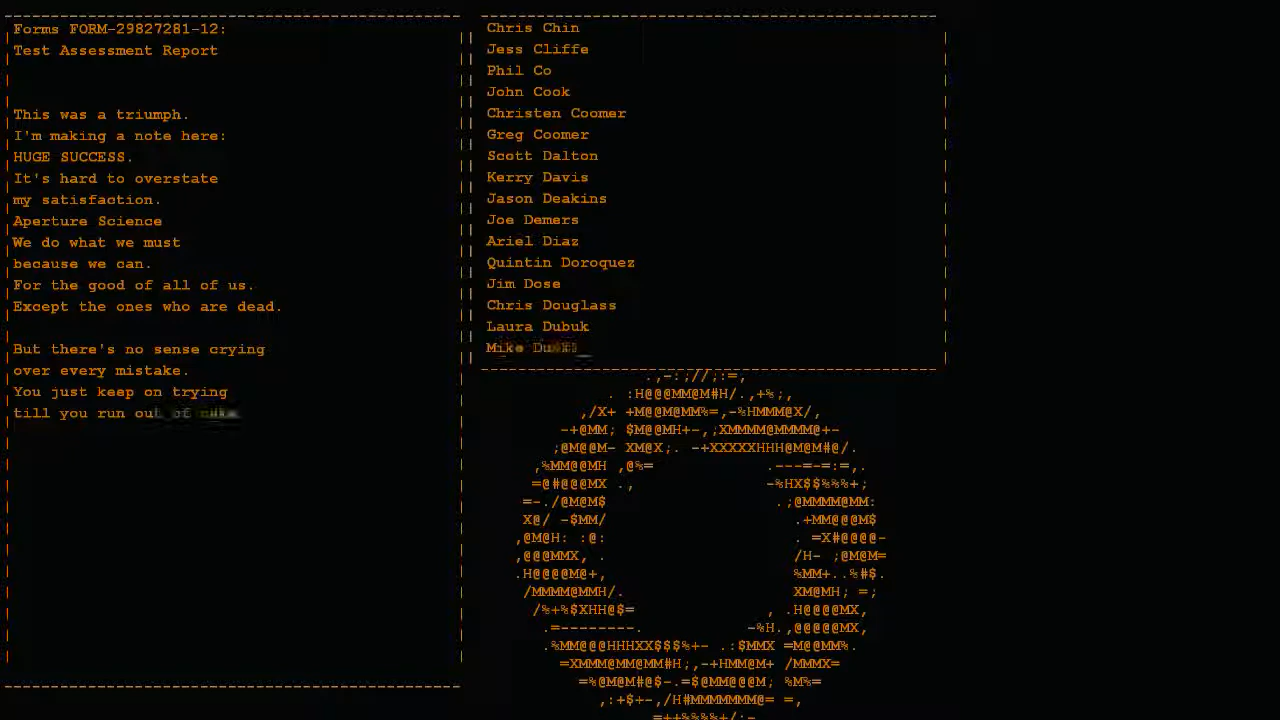 Forms FORM-29827281-12:
Test Assessment Report
This was a triumph.
I'm making a note here:
HUGE SUCCESS.
It's hard to overstate
my satisfaction.
Aperture Science
We do what we must
because we can.
For the good of all of us.
Except the ones who are dead.
But there's no sense crying
over every mistake.
You just keep on trying
till you run out of
Chris Chin
Jess Cliffe
Phil Co
John Cook
Christen Coomer
Greg Coomer
Scott Dalton
Kerry Davis
Jason Deakins
Joe Demers
Ariel Diaz
Quintin Doroquez
Jim Dose
Chris Douglass
Laura Dubuk
Mike